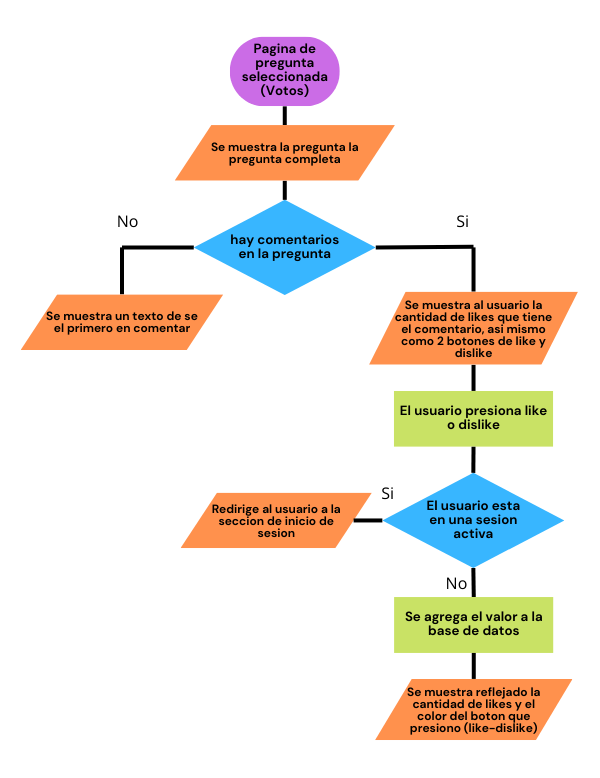 Pagina de
pregunta
seleccionada
(Votos)
Se muestra la pregunta la
pregunta completa
No
Si
hay comentarios
en la pregunta
Se muestra un texto de se
el primero en comentar
Se muestra al usuario la
cantidad de likes que tiene
el comentario, asi mismo
como 2 botones de like y
dislike
El usuario presiona like
o dislike
Si
El usuario esta
en una sesion
activa
Redirige al usuario a la
seccion de inicio de
sesion
No
Se agrega el valor a la
base de datos
Se muestra reflejado la
cantidad de likes y el
color del boton que
presiono (like-dislike)